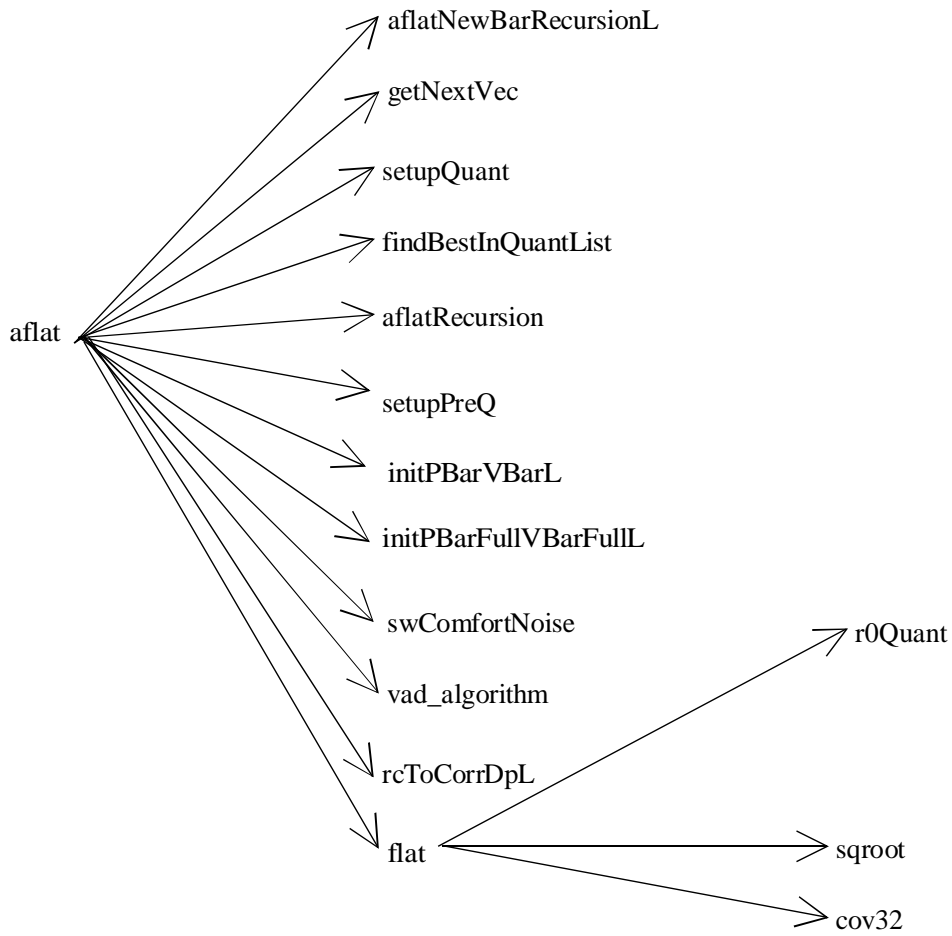 aflatNewBarRecursionL
getNextVec
setupQuant
findBestInQuantList
aflatRecursion
aflat
setupPreQ
initPBarVBarL
initPBarFullVBarFullL
swComfortNoise
r0Quant
vad_algorithm
rcToCorrDpL
flat
sqroot
cov32